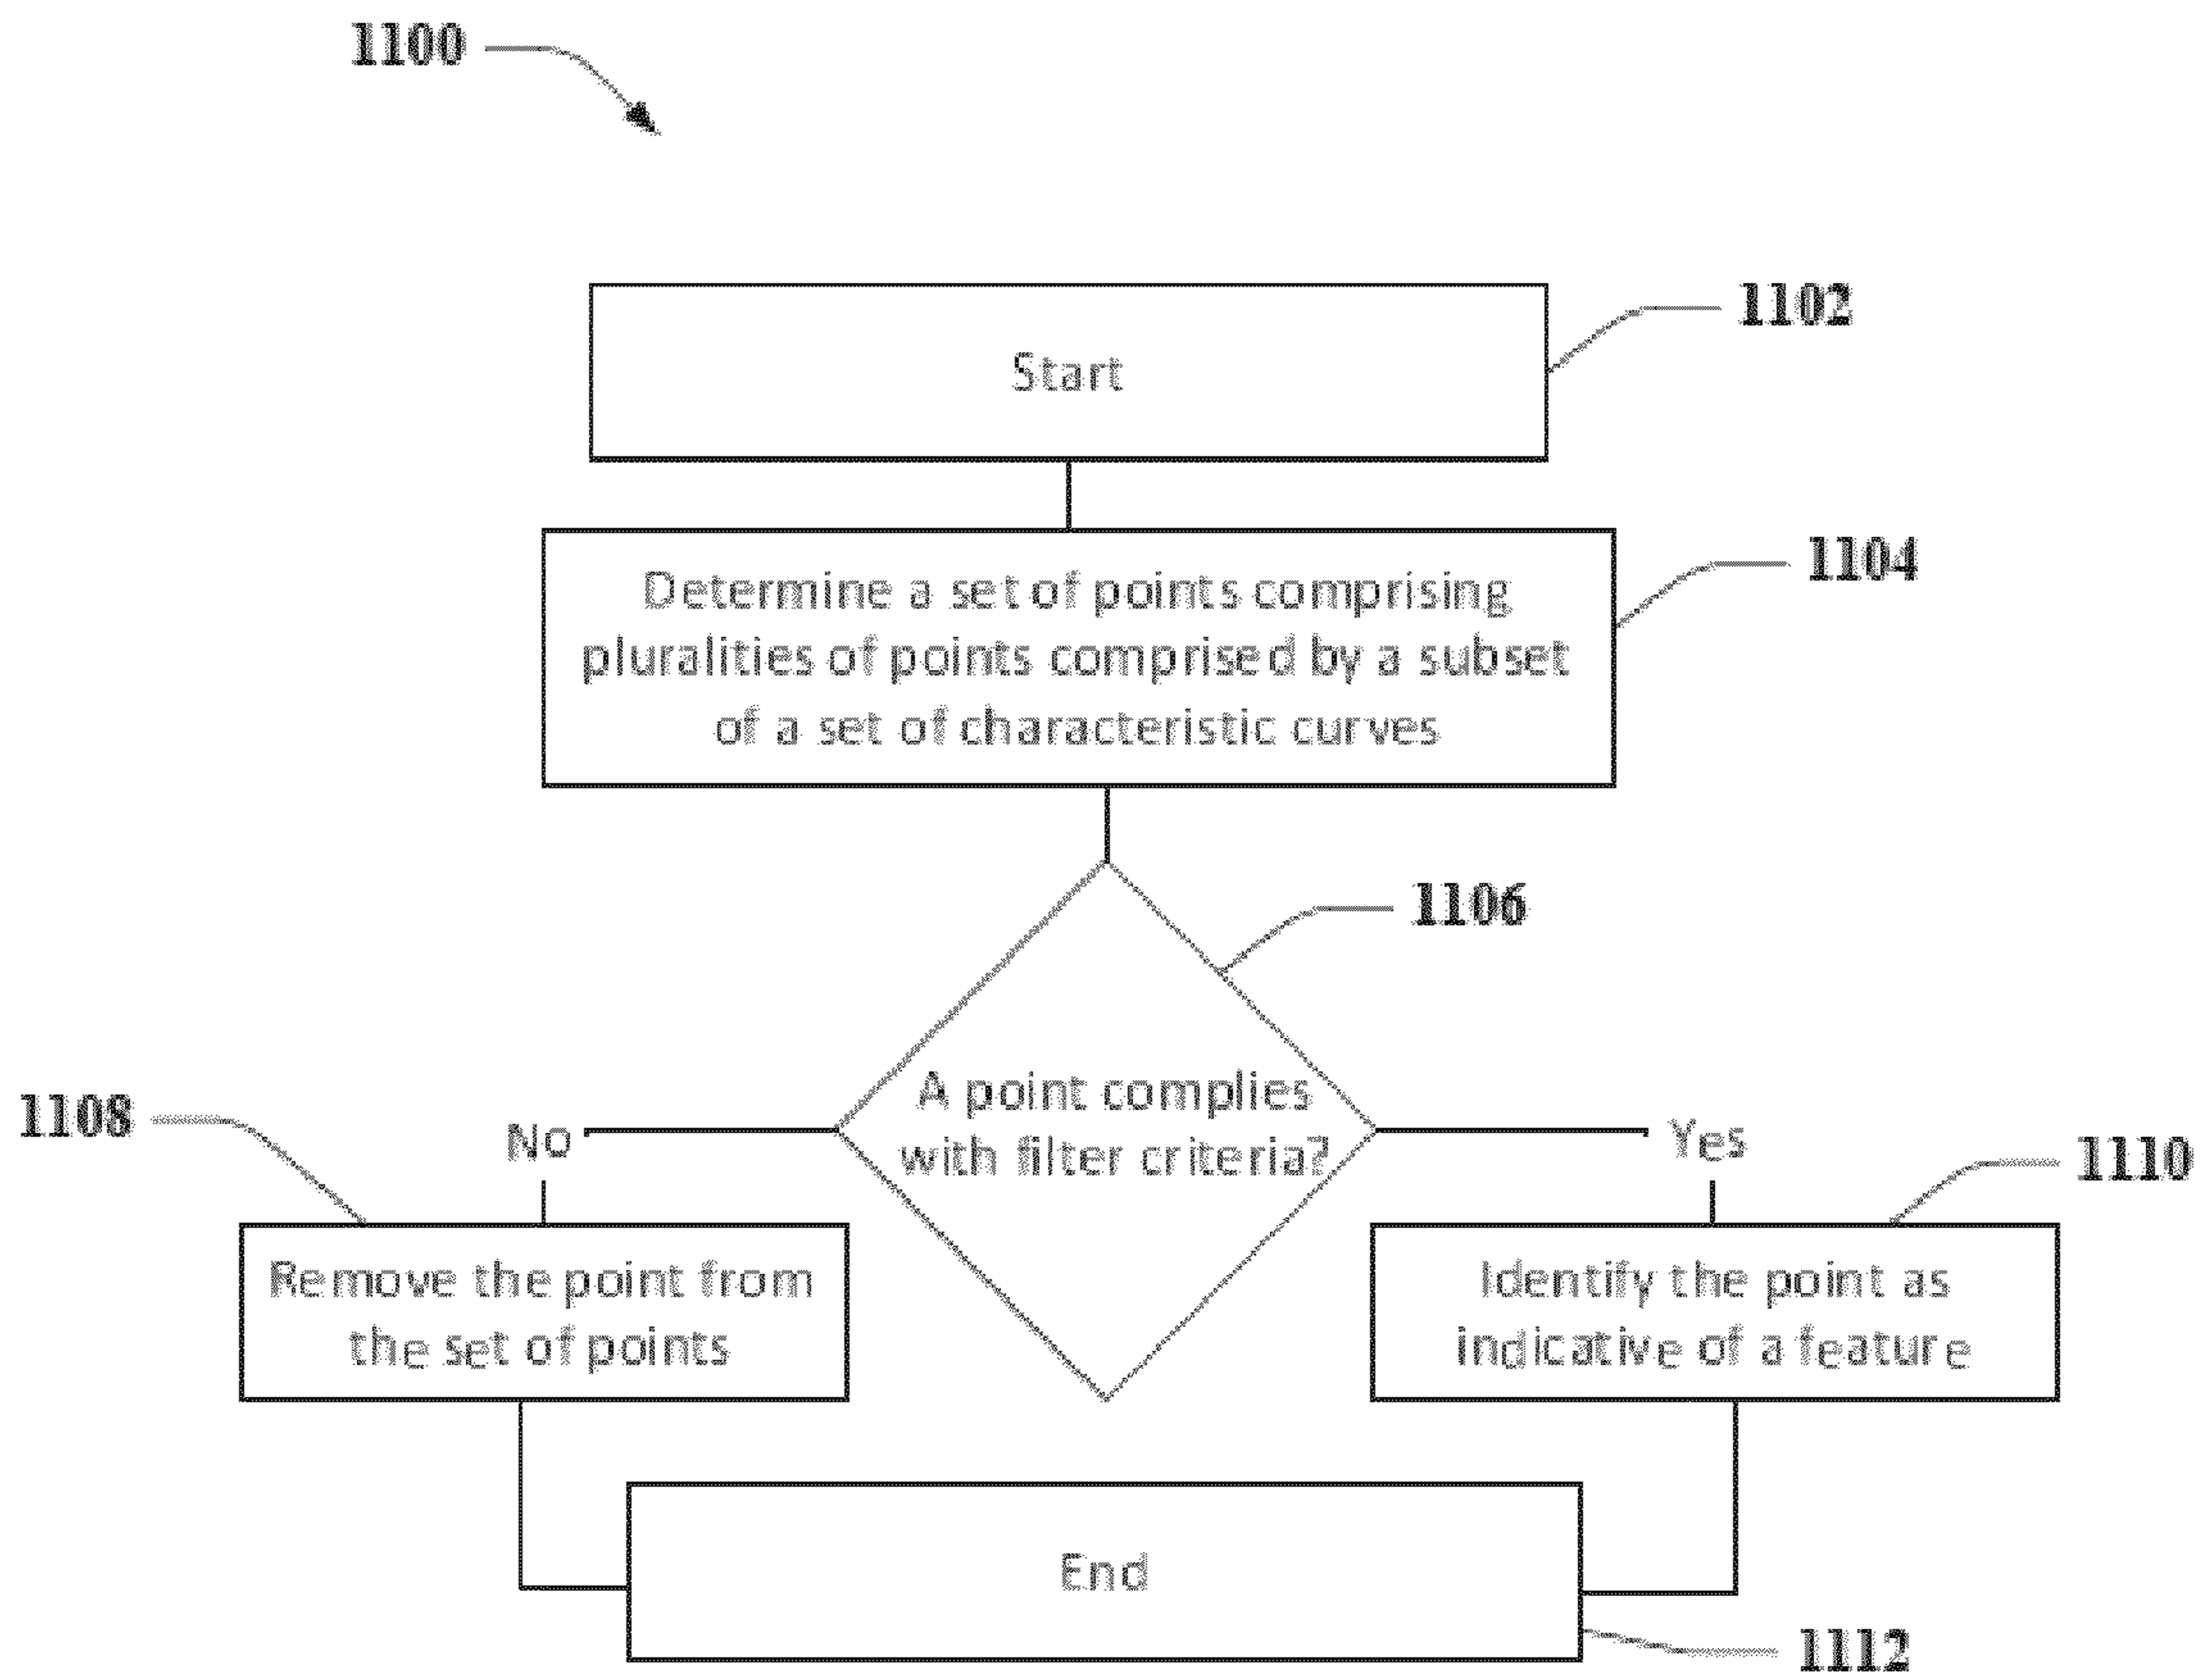 1100
1102
Start
1104
Determine a set of points comprising
pluralities of points comprised by a subset
of a set of characteristic curves
1106
A point complies
with filter criteria?
1108
No
Yes
1110
Remove the point from
the set of points
Identify the point as
indicative of a feature
End
1112